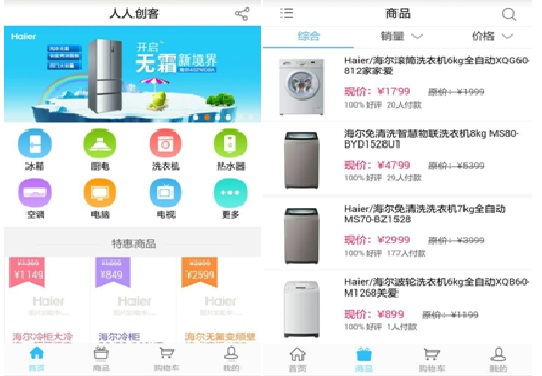 人人创客
Haier
开启
无霜新境界
冰箱
厨电
洗衣机
热水器
空调
电脑
电视
更多
特惠商品
¥1149
¥849
¥2599
Haier
Haier
Haier
海尔冷柜大冷
海尔冷柜
海尔无氟变频壁
首页
商品
购物车
我的
商品
综合
销量
价格
Haier/海尔滚筒洗衣机6kg全自动XQG60-
812家家爱
现价：¥1799 原价：¥1999
100%好评 20人付款
海尔免清洗智慧物联洗衣机8kg MS80-
BYD1528U1
现价：¥4799 原价：¥5399
100%好评 29人付款
Haier/海尔免清洗洗衣机7kg全自动
MS70-BZ1528
现价：¥2999 原价：¥3999
100%好评 177人付款
Haier/海尔波轮洗衣机6kg全自动XQB60-
M1268关爱
现价：¥899 原价：¥1199
100%好评 1人付款
首页
商品
购物车
我的